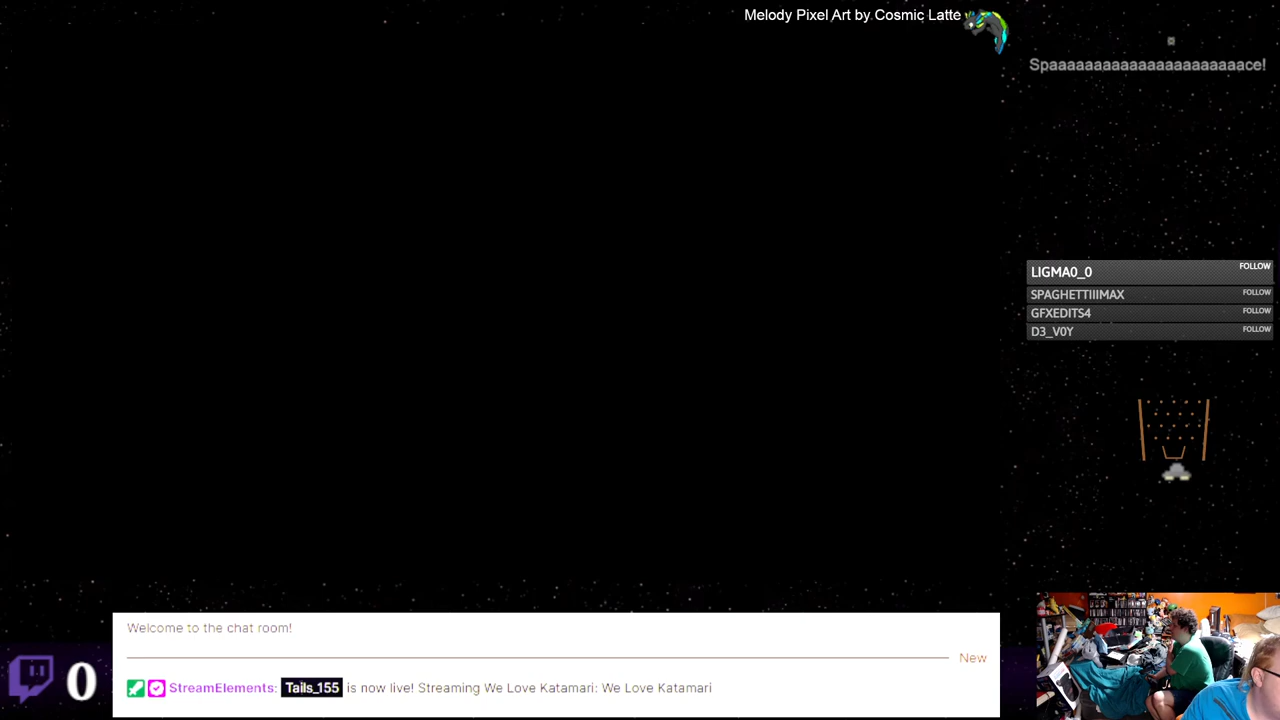 Melody Pixel Art by Cosmic Latte
Spaaaaaaaaaaaaaaaaaaaaaace!
LIGMA0_0 FOLLOW
SPAGHETTIIIMAX FOLLOW
GFXEDITS4 FOLLOW
D3_V0Y FOLLOW
Welcome to the chat room!
New
StreamElements: Tails_155 is now live! Streaming We Love Katamari: We Love Katamari
0